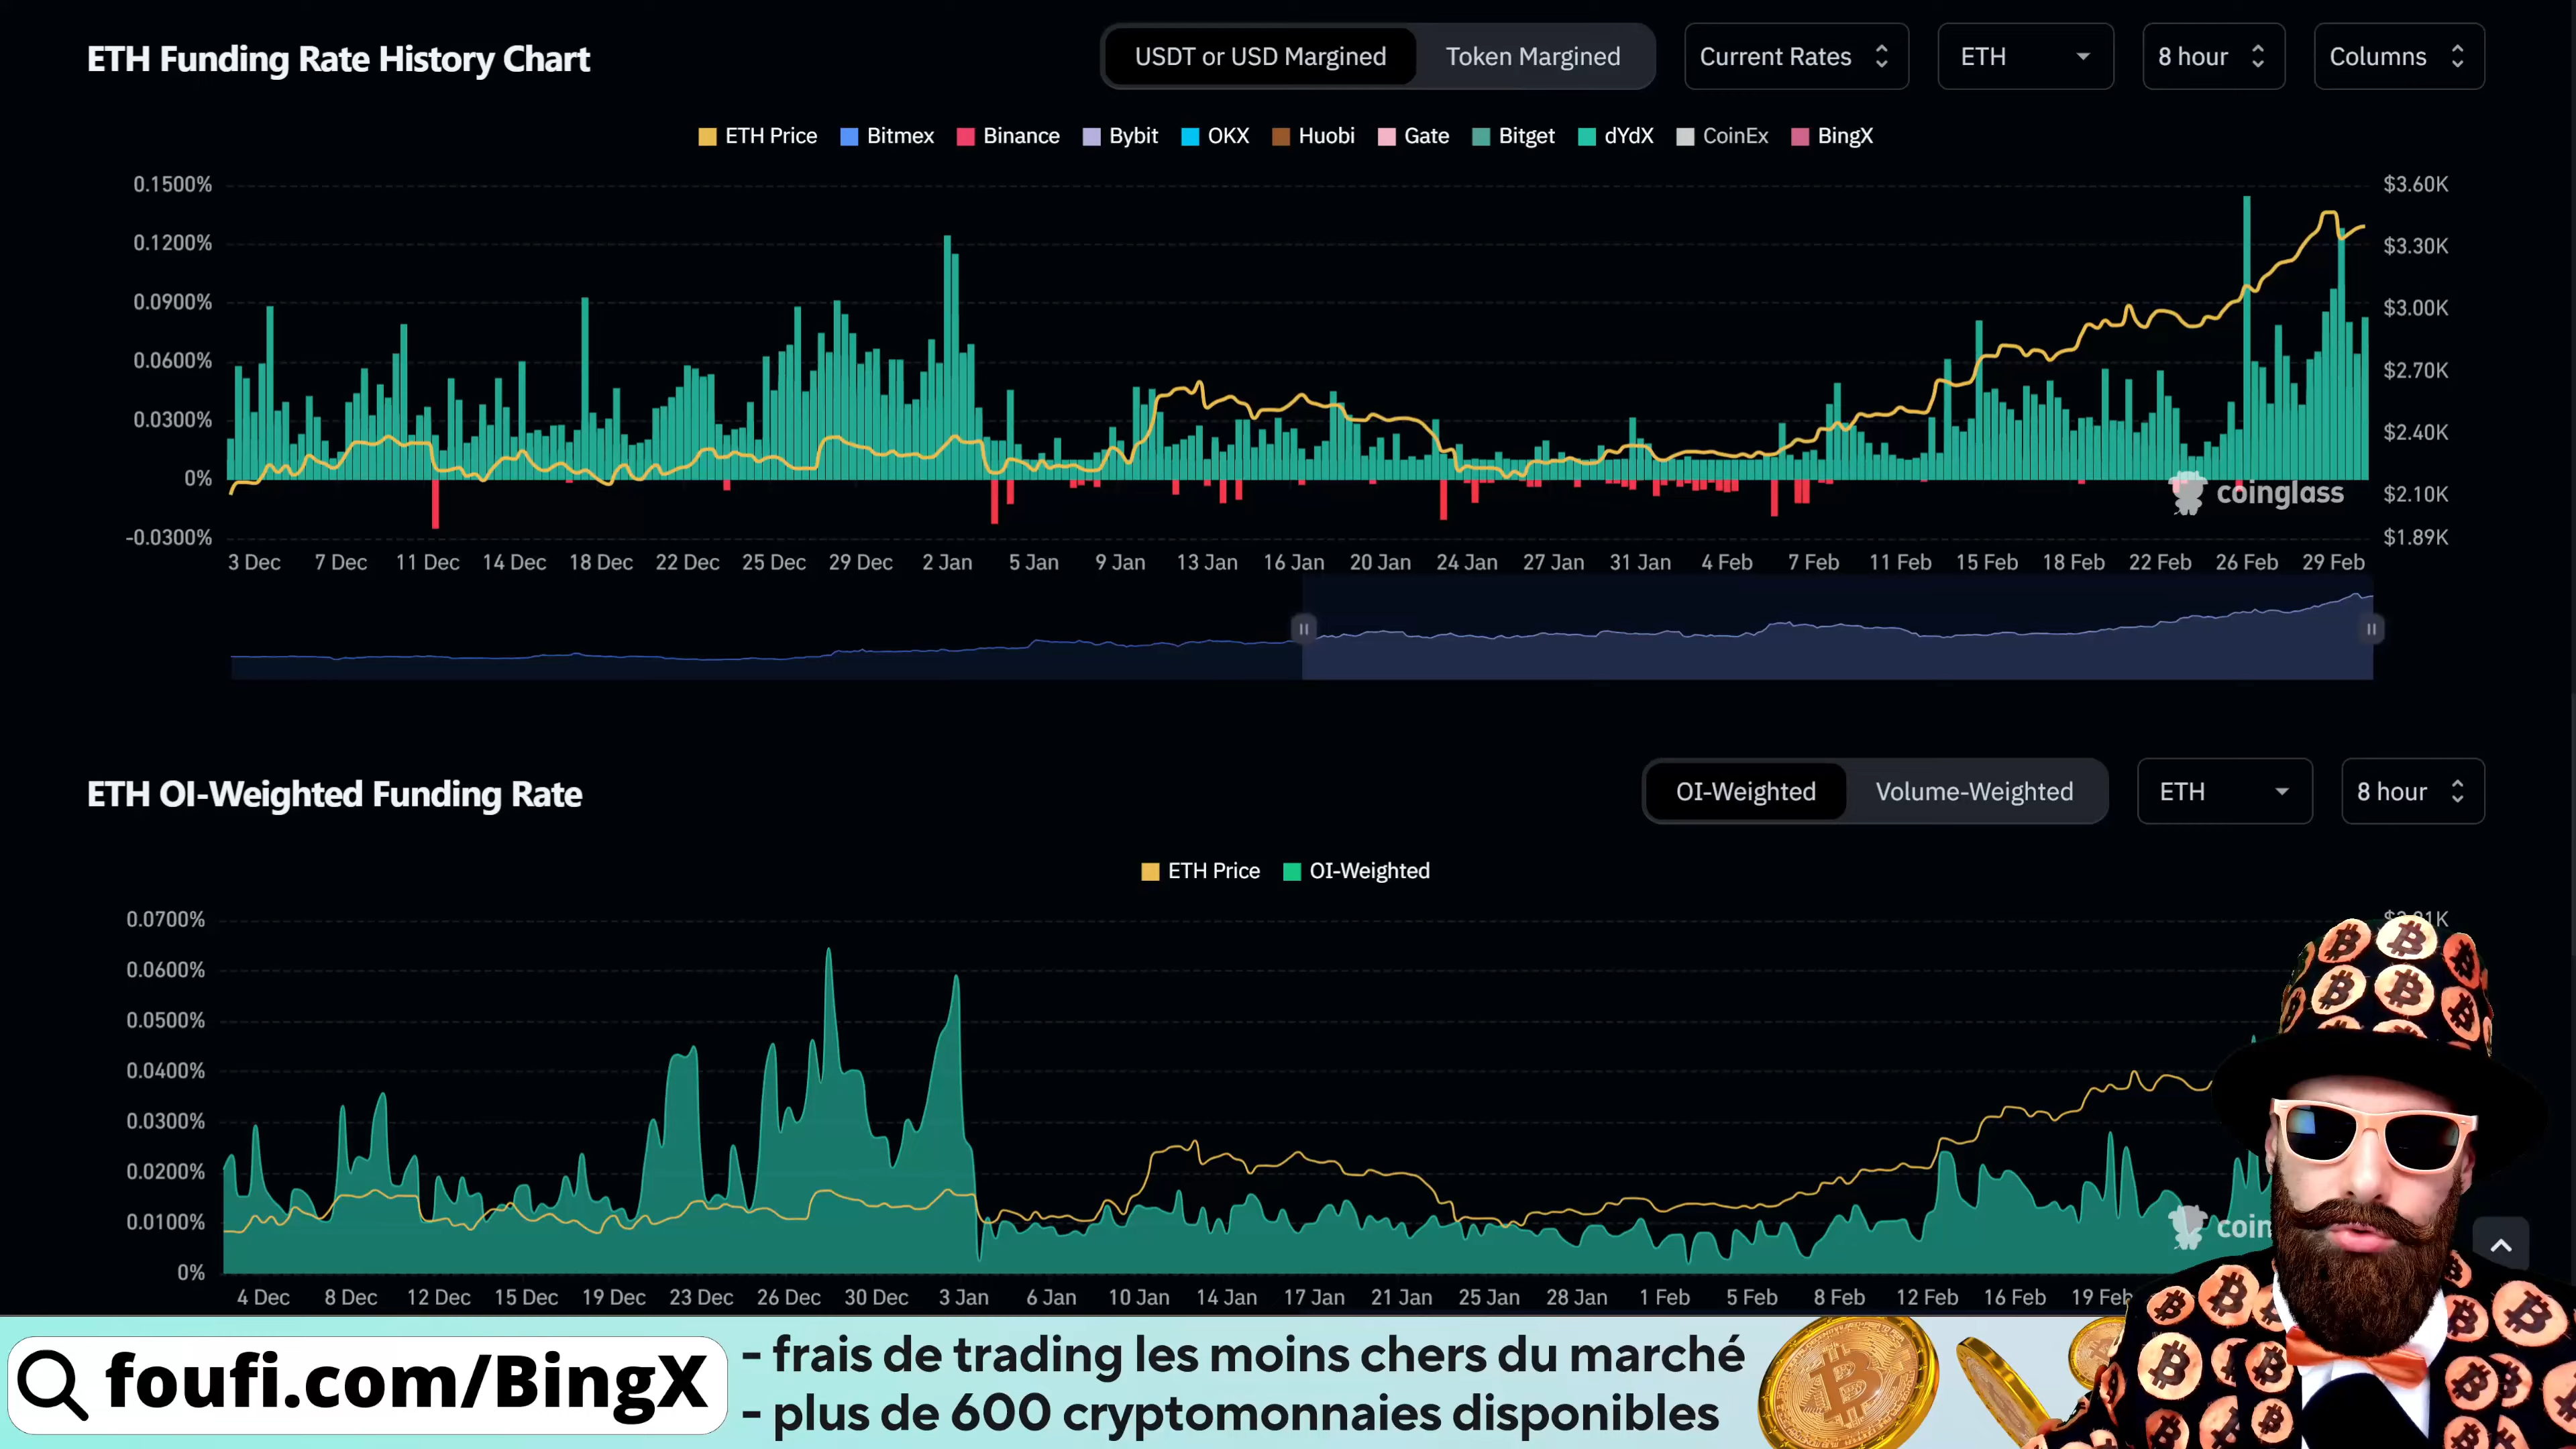 ETH Funding Rate History Chart
USDT or USD Margined Token Margined Current Rates ETH 8 hour Columns
ETH Price Bitmex Binance Bybit OKX Huobi Gate Bitget dYdX CoinEx BingX
0.1500% $3.60K
0.1200% $3.30K
0.0900% $3.00K
0.0600% $2.70K
0.0300% $2.40K
0% $2.10K
coinglass
-0.0300% $1.89K
3 Dec 7 Dec 11 Dec 14 Dec 18 Dec 22 Dec 25 Dec 29 Dec 2 Jan 5 Jan 9 Jan 13 Jan 16 Jan 20 Jan 24 Jan 27 Jan 31 Jan 4 Feb 7 Feb 11 Feb 15 Feb 18 Feb 22 Feb 26 Feb 29 Feb
ETH OI-Weighted Funding Rate
OI-Weighted Volume-Weighted ETH 8 hour
ETH Price OI-Weighted
0.0700%
0.0600%
0.0500%
0.0400%
0.0300%
0.0200%
0.0100%
coin
0%
4 Dec 8 Dec 12 Dec 15 Dec 19 Dec 23 Dec 26 Dec 30 Dec 3 Jan 6 Jan 10 Jan 14 Jan 17 Jan 21 Jan 25 Jan 28 Jan 1 Feb 5 Feb 8 Feb 12 Feb 16 Feb 19 Feb
foufi.com/BingX
- frais de trading les moins chers du marché
- plus de 600 cryptomonnaies disponibles